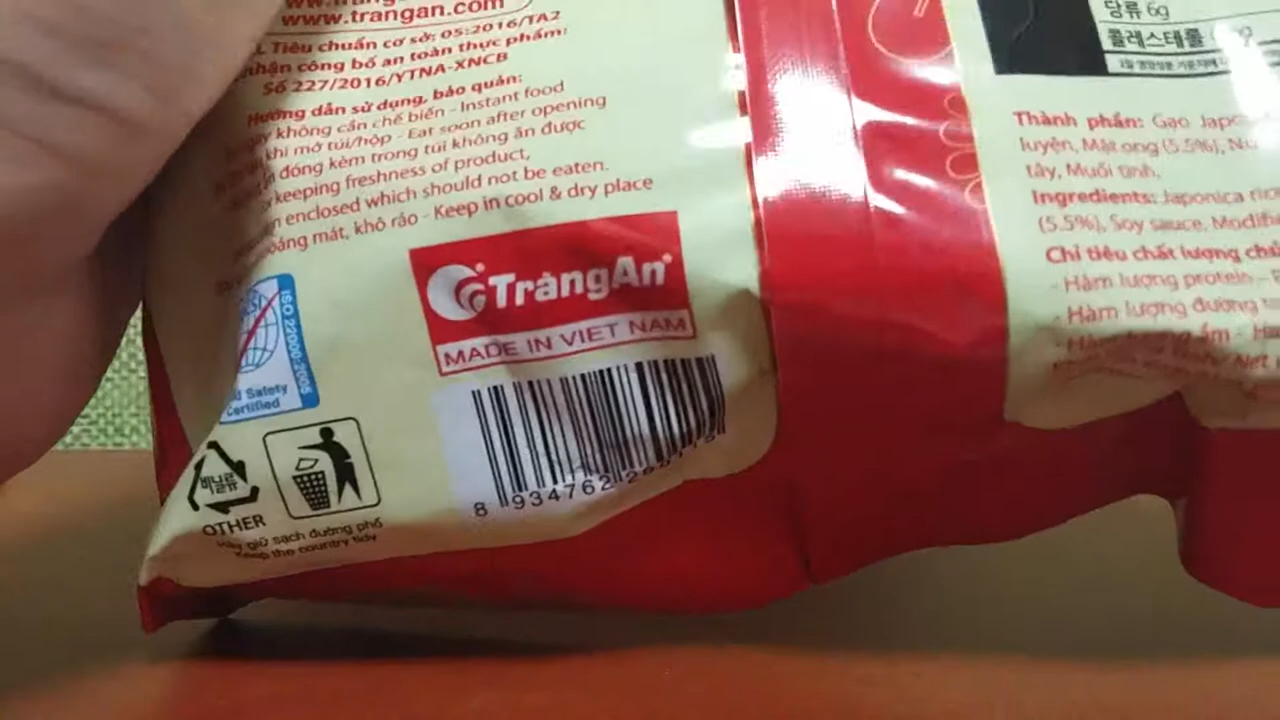 www.trangan.com
Tiêu chuẩn cơ sở: 05:2016/TA2
nhận công bố an toàn thực phẩm:
Số 227/2016/YTNA-XNCB
Hướng dẫn sử dụng, bảo quản:
không cần chế biến - Instant food
khi mở túi/hộp - Eat soon after opening
đóng kèm trong túi không ăn được
keeping freshness of product,
enclosed which should not be eaten.
mát, khô ráo - Keep in cool & dry place
ISO 22000:2005
Safety
Certified
TràngAn
MADE IN VIET NAM
8 934762
비닐류
OTHER
Hãy giữ sạch đường phố
Keep the country tidy
당류 6g
콜레스테롤
Thành phần: Gạo
luyện, Mật ong (5.5%),
tây, Muối tinh.
Ingredients: Japonica
(5.5%), Soy sauce,
Chỉ tiêu chất lượng
- Hàm lượng protein -
- Hàm lượng đường